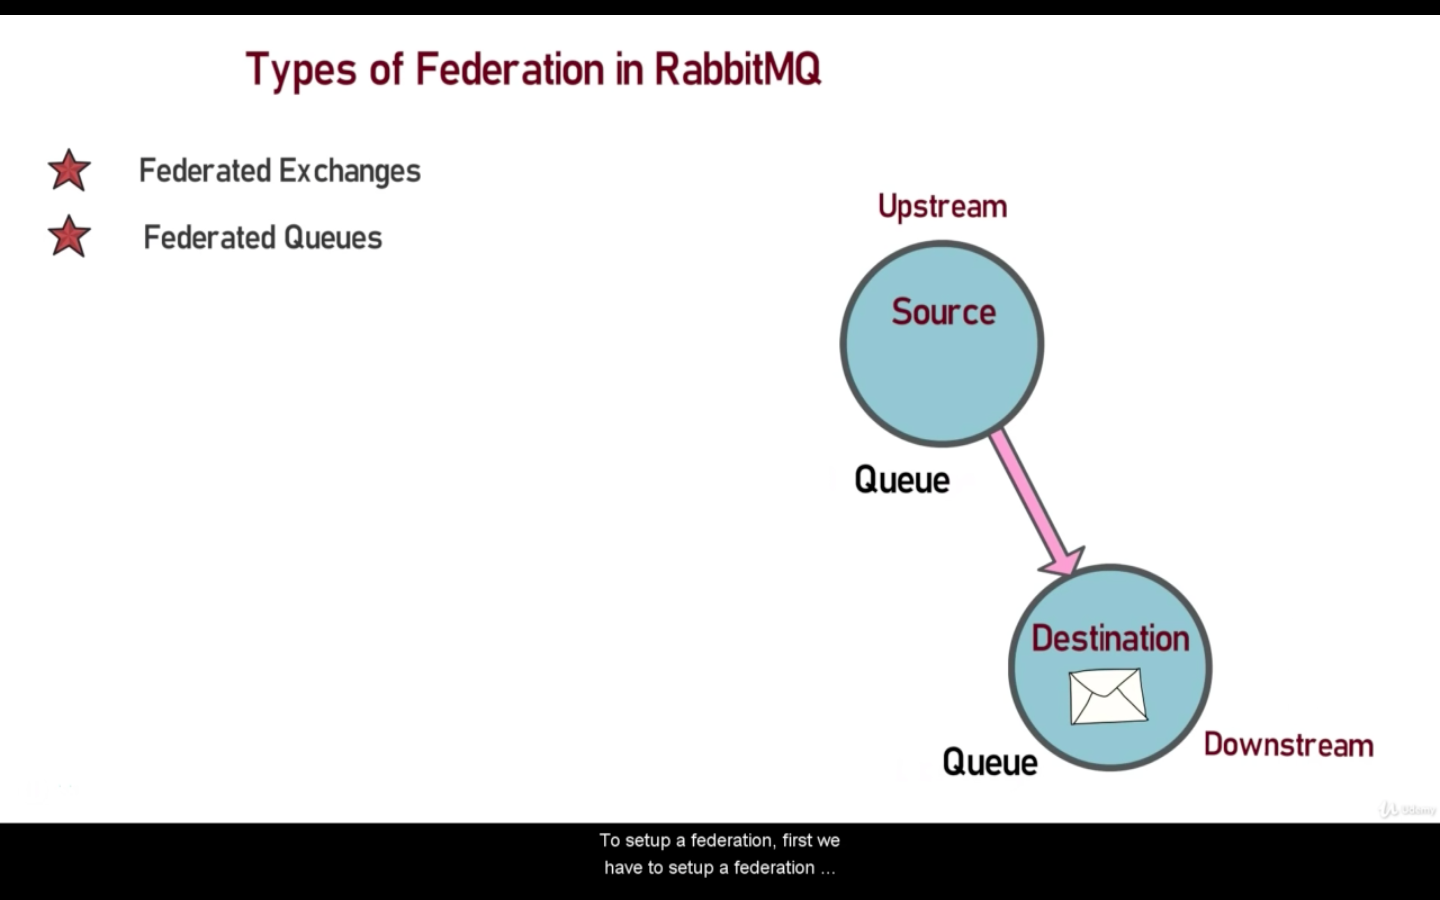 Types of Federation in RabbitMQ
Federated Exchanges
Federated Queues
Upstream
Source
Queue
Destination
Queue
Downstream
Udemy
To setup a federation, first we
have to setup a federation ...